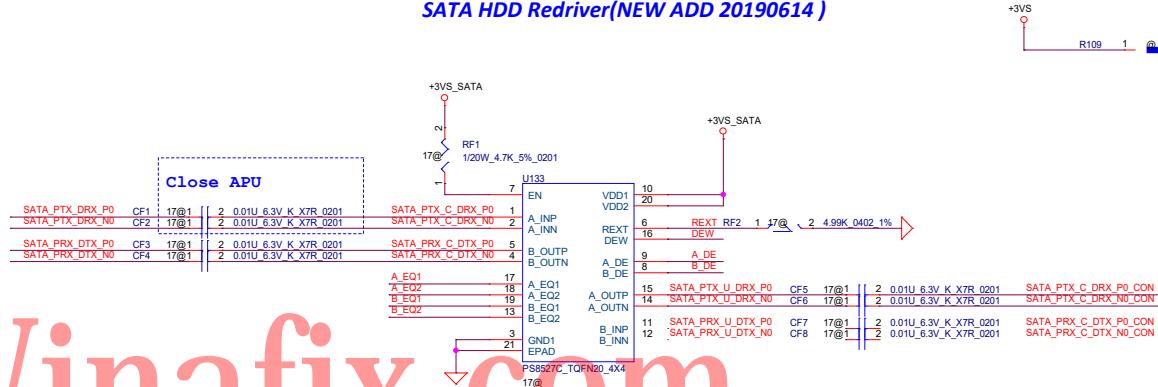 SATA HDD Redriver(NEW ADD 20190614 )
+3VS
R109 1 @
+3VS_SATA
+3VS_SATA
2
RF1
17@
1/20W_4.7K_5%_0201
1
Close APU
U133
7 EN
VDD1 10
VDD2 20
SATA_PTX_DRX_P0 CF1 17@1 2 0.01U_6.3V_K_X7R_0201 SATA_PTX_C_DRX_P0 1 A_INP
SATA_PTX_DRX_N0 CF2 17@1 2 0.01U_6.3V_K_X7R_0201 SATA_PTX_C_DRX_N0 2 A_INN
REXT 6 REXT RF2 1 17@ 2 4.99K_0402_1%
DEW 16 DEW
SATA_PRX_DTX_P0 CF3 17@1 2 0.01U_6.3V_K_X7R_0201 SATA_PRX_C_DTX_P0 5 B_OUTP
SATA_PRX_DTX_N0 CF4 17@1 2 0.01U_6.3V_K_X7R_0201 SATA_PRX_C_DTX_N0 4 B_OUTN
A_DE 9 A_DE
B_DE 8 B_DE
A_EQ1 17 A_EQ1
A_EQ2 18 A_EQ2
B_EQ1 19 B_EQ1
B_EQ2 13 B_EQ2
A_OUTP 15 SATA_PTX_U_DRX_P0 CF5 17@1 2 0.01U_6.3V_K_X7R_0201 SATA_PTX_C_DRX_P0_CON
A_OUTN 14 SATA_PTX_U_DRX_N0 CF6 17@1 2 0.01U_6.3V_K_X7R_0201 SATA_PTX_C_DRX_N0_CON
B_INP 11 SATA_PRX_U_DTX_P0 CF7 17@1 2 0.01U_6.3V_K_X7R_0201 SATA_PRX_C_DTX_P0_CON
B_INN 12 SATA_PRX_U_DTX_N0 CF8 17@1 2 0.01U_6.3V_K_X7R_0201 SATA_PRX_C_DTX_N0_CON
3 GND1
21 EPAD
PS8527C_TQFN20_4X4
17@
Vinafix.com